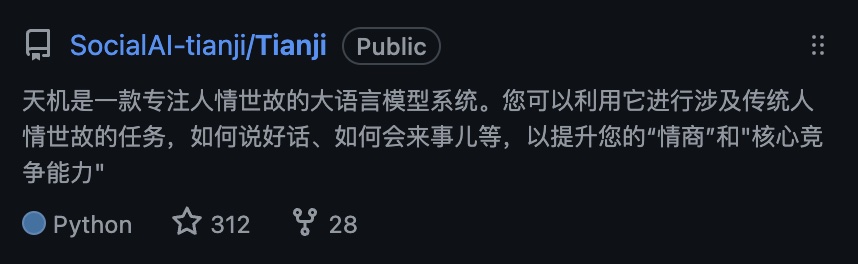 SocialAI-tianji/Tianji Public
天机是一款专注人情世故的大语言模型系统。您可以利用它进行涉及传统人
情世故的任务，如何说好话、如何会来事儿等，以提升您的“情商”和"核心竞
争能力"
Python 312 28